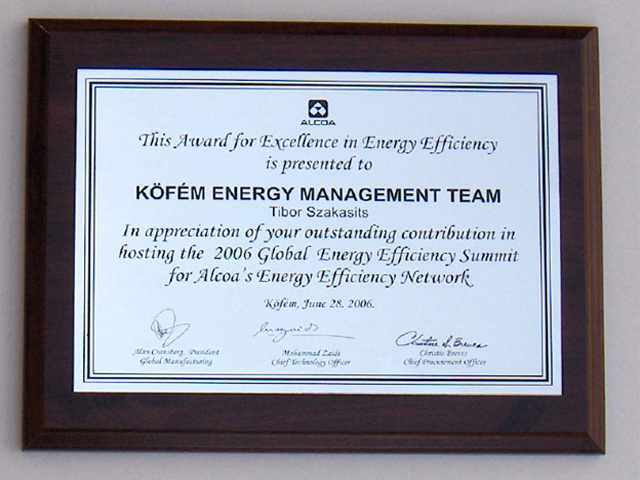 ALCOA
This Award for Excellence in Energy Efficiency
is presented to
KÖFÉM ENERGY MANAGEMENT TEAM
Tibor Szakasits
In appreciation of your outstanding contribution in
hosting the 2006 Global Energy Efficiency Summit
for Alcoa's Energy Efficiency Network
Köfém, June 28. 2006.
Christine S. Breves
Alan Cransberg, President
Global Manufacturing
Mohammad Zaidi
Chief Technology Officer
Christie Breves
Chief Procurement Officer